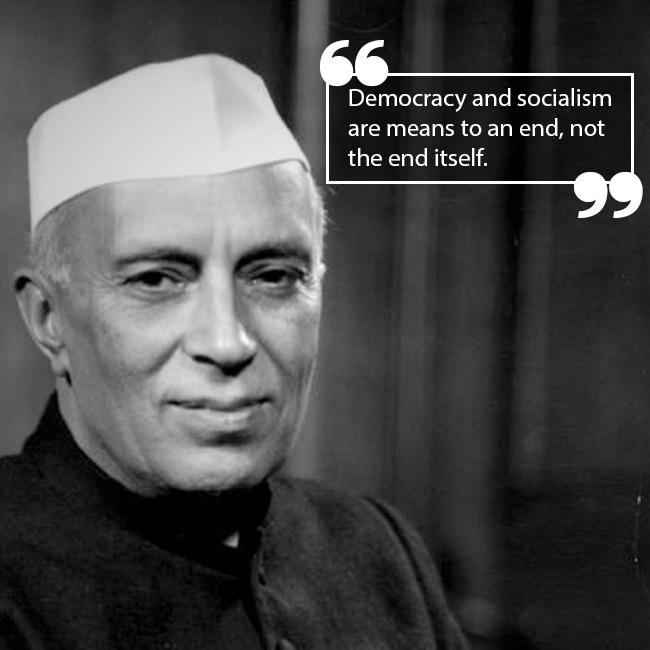 Democracy and socialism
are means to an end, not
the end itself.